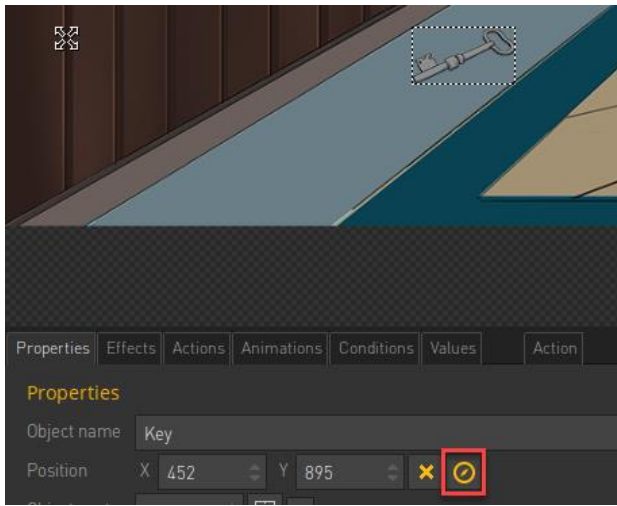 Properties Effects Actions Animations Conditions Values Action
Properties
Object name Key
Position X 452 Y 895